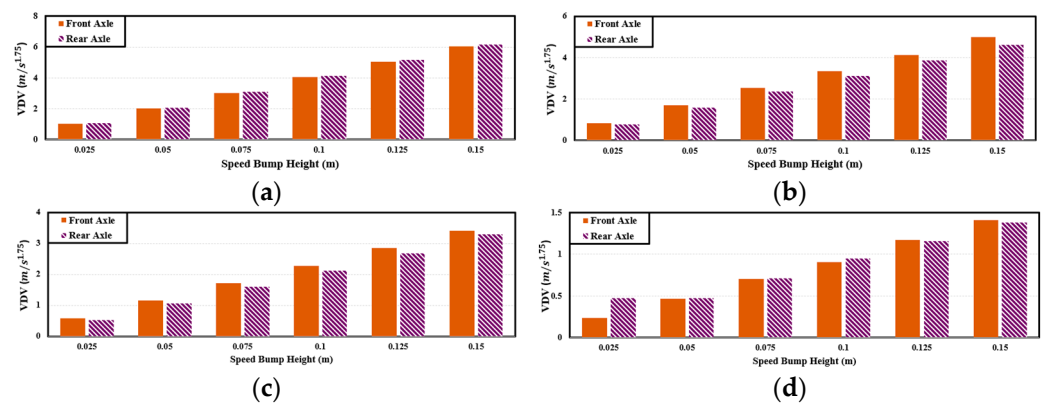 8
6
4
2
0
VDV (m/s^1.75)
Front Axle
Rear Axle
0.025 0.05 0.075 0.1 0.125 0.15
Speed Bump Height (m)
(a)
6
4
2
0
VDV (m/s^1.75)
Front Axle
Rear Axle
0.025 0.05 0.075 0.1 0.125 0.15
Speed Bump Height (m)
(b)
4
3
2
1
0
VDV (m/s^1.75)
Front Axle
Rear Axle
0.025 0.05 0.075 0.1 0.125 0.15
Speed Bump Height (m)
(c)
1.5
1
0.5
0
VDV (m/s^1.75)
Front Axle
Rear Axle
0.025 0.05 0.075 0.1 0.125 0.15
Speed Bump Height (m)
(d)